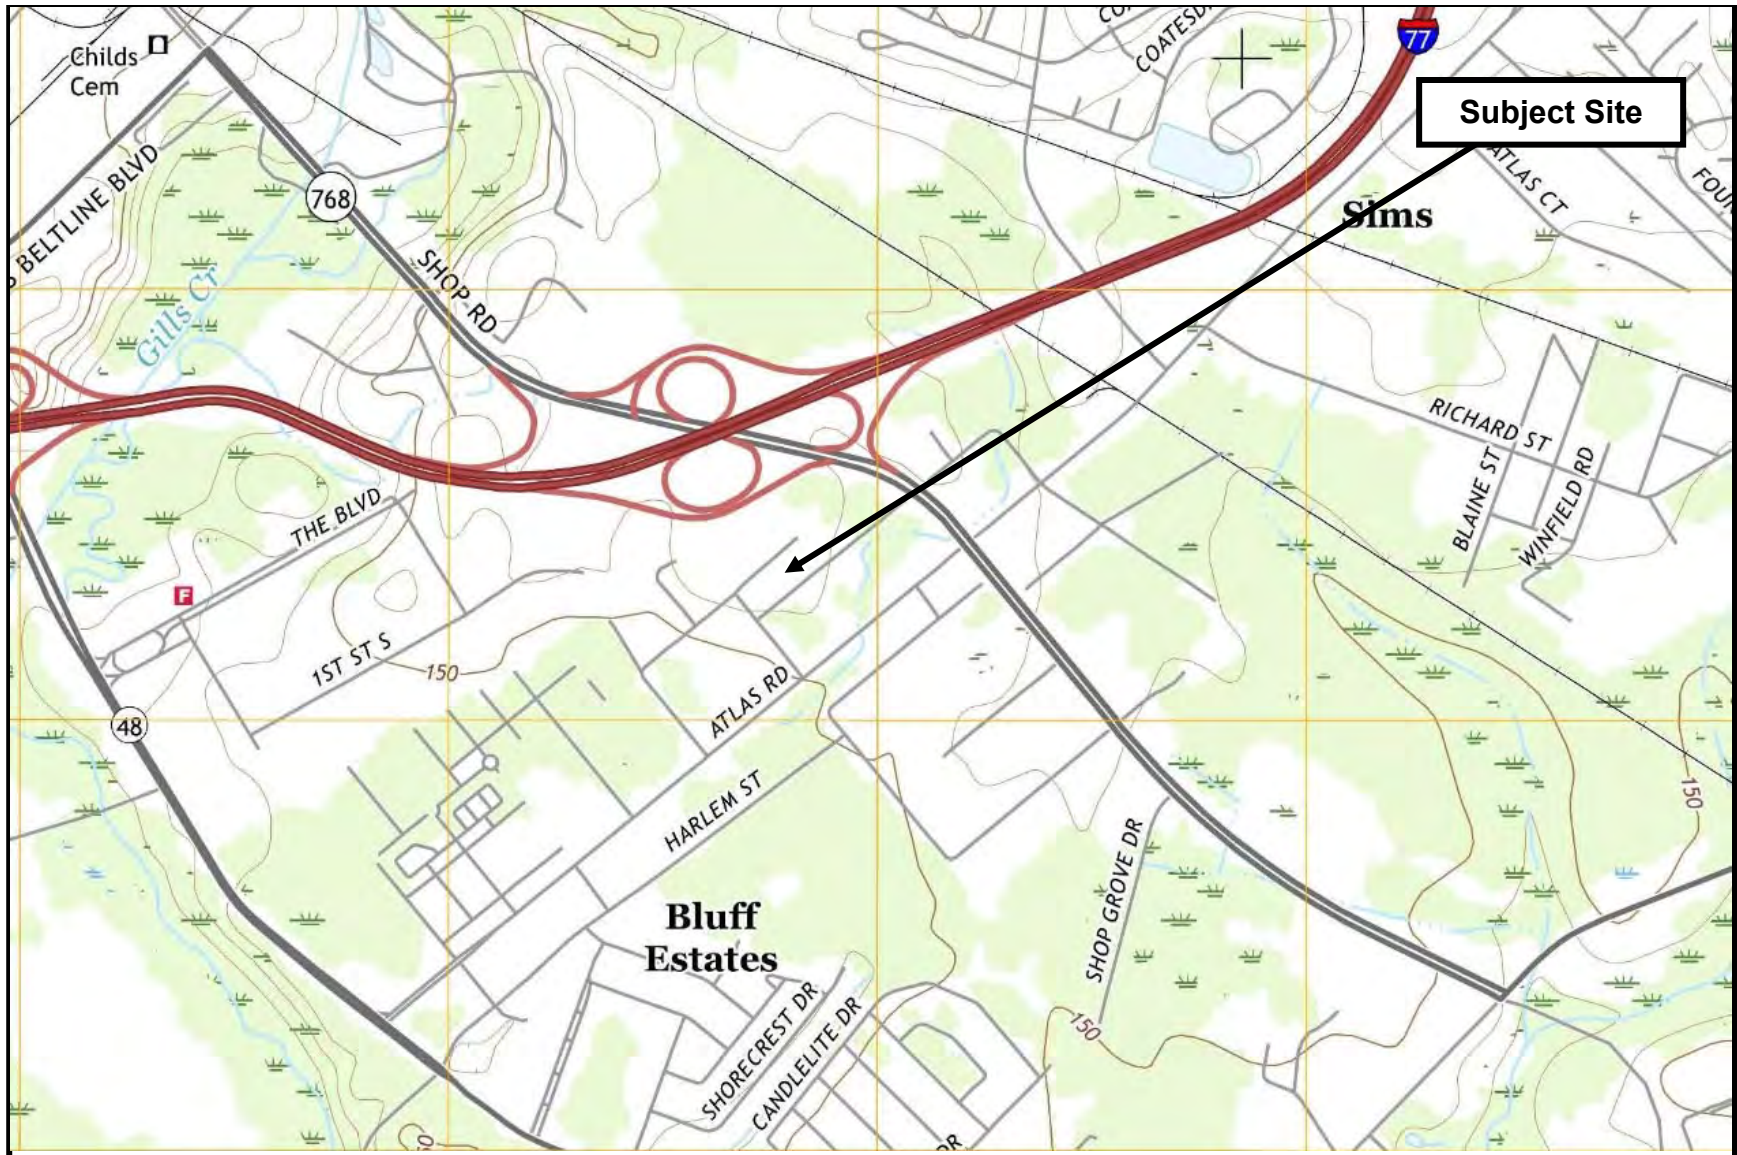 Childs
Cem
COATESD
77
Subject Site
ATLAS CT
FOUN
BELTLINE BLVD
768
Sims
SHOP RD
Gills Cr
RICHARD ST
BLAINE ST
WINFIELD RD
THE BLVD
F
1ST ST S
150
ATLAS RD
48
HARLEM ST
150
SHOP GROVE DR
Bluff
Estates
SHORECREST DR
CANDLELITE DR
150
DR